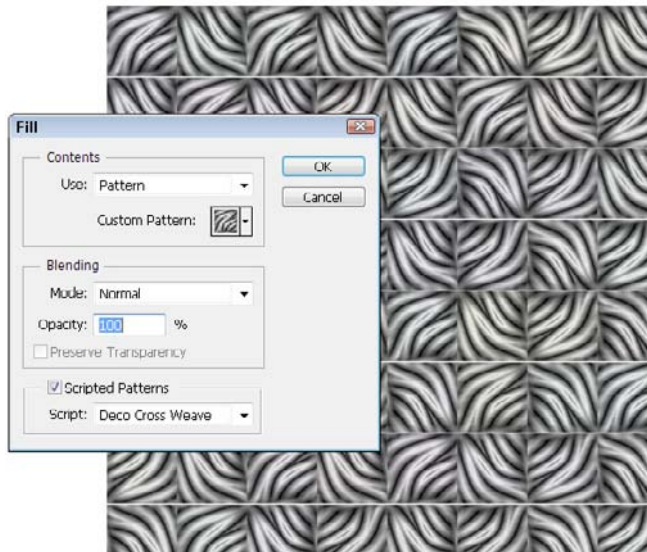 Fill
Contents
OK
Use: Pattern
Cancel
Custom Pattern:
Blending
Mode: Normal
Opacity: 100 %
Preserve Transparency
Scripted Patterns
Script: Deco Cross Weave